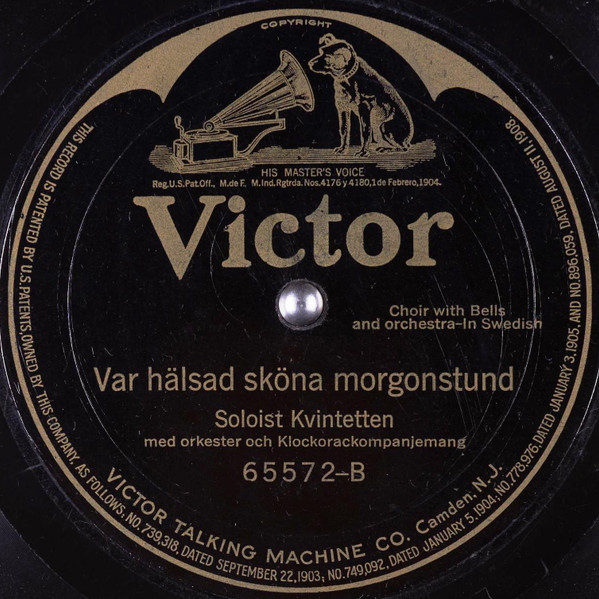 COPYRIGHT
HIS MASTER'S VOICE
Reg.U.S.Pat.Off., M.de F. M.Ind.Rgtrda.Nos.4176 y 4180,1 de Febrero,1904.
Victor
Choir with Bells
and orchestra-In Swedish
Var hälsad sköna morgonstund
Soloist Kvintetten
med orkester och Klockorackompanjemang
65572-B
VICTOR TALKING MACHINE CO. Camden, N.J.
THIS RECORD IS PATENTED BY U.S.PATENTS, OWNED BY THIS COMPANY, AS FOLLOWS: NO.739,318, DATED SEPTEMBER 22,1903; NO.749,092, DATED JANUARY 5,1904; NO.778,976, DATED JANUARY 3,1905, AND NO.896,059, DATED AUGUST 11,1908.